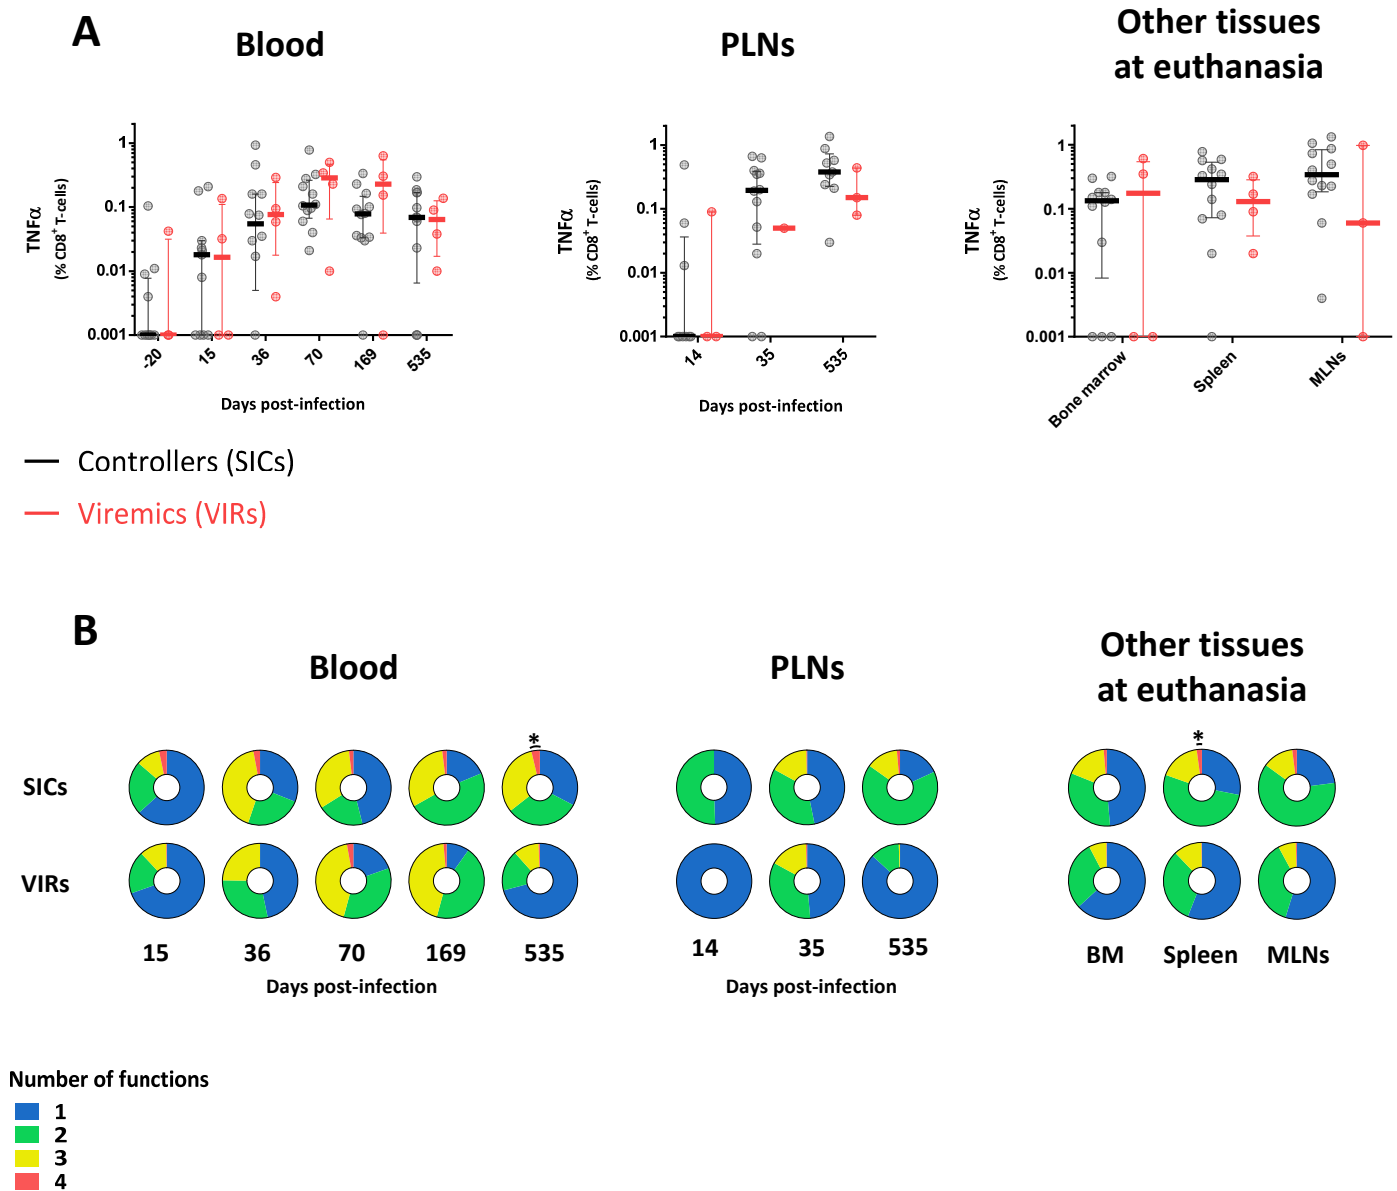 A
Blood
PLNs
Other tissues
at euthanasia
TNFα
(% CD8+ T-cells)
1
0.1
0.01
0.001
-20
15
36
70
169
535
Days post-infection
TNFα
(% CD8+ T-cells)
1
0.1
0.01
0.001
14
35
535
Days post-infection
TNFα
(% CD8+ T-cells)
1
0.1
0.01
0.001
Bone marrow
Spleen
MLNs
Controllers (SICs)
Viremics (VIRs)
B
Blood
PLNs
Other tissues
at euthanasia
*
*
SICs
VIRs
15
36
70
169
535
Days post-infection
14
35
535
Days post-infection
BM
Spleen
MLNs
Number of functions
1
2
3
4